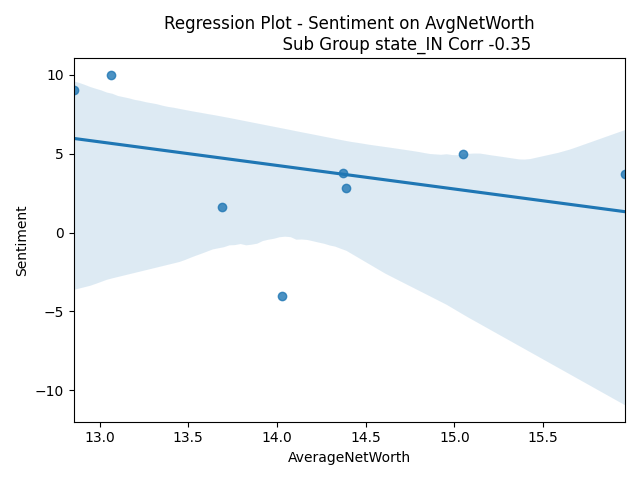 Regression Plot - Sentiment on AvgNetWorth
Sub Group state_IN Corr -0.35
10
5
0
−5
−10
Sentiment
13.0 13.5 14.0 14.5 15.0 15.5
AverageNetWorth